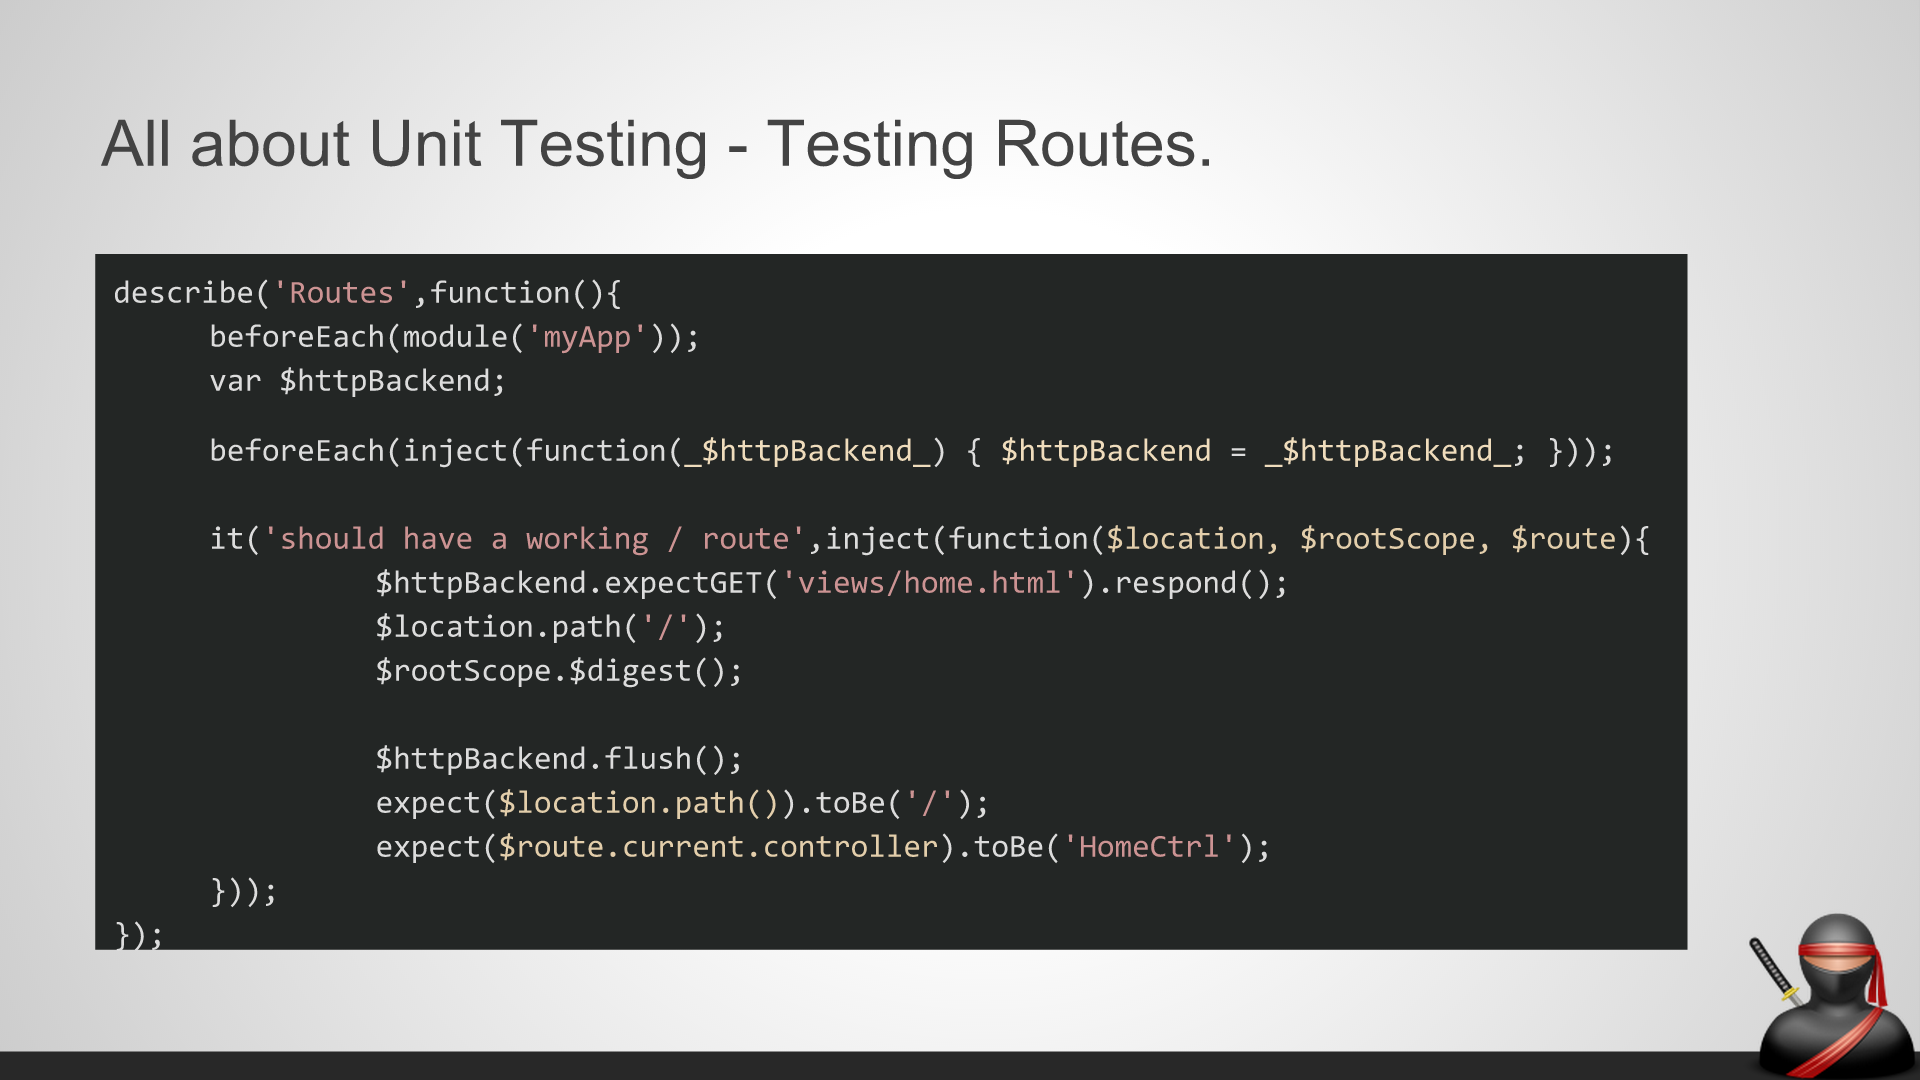 All about Unit Testing - Testing Routes.
describe('Routes',function(){
beforeEach(module('myApp'));
var $httpBackend;
beforeEach(inject(function(_$httpBackend_) { $httpBackend = _$httpBackend_; }));
it('should have a working / route',inject(function($location, $rootScope, $route){
$httpBackend.expectGET('views/home.html').respond();
$location.path('/');
$rootScope.$digest();
$httpBackend.flush();
expect($location.path()).toBe('/');
expect($route.current.controller).toBe('HomeCtrl');
}));
});